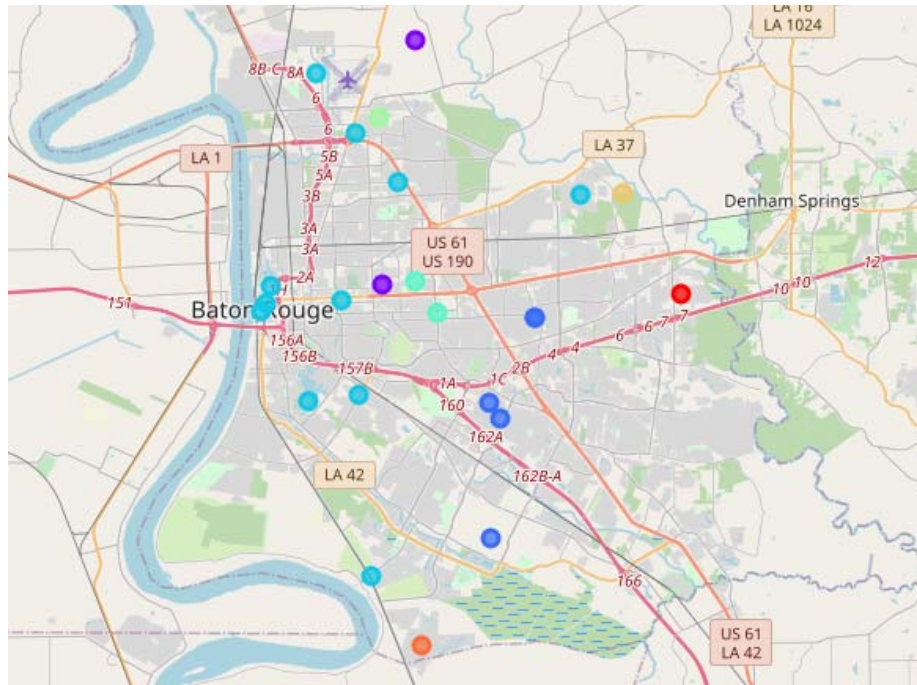 LA 16
LA 1024
8B-C
8A
6
6
5B
5A
3B
3A
3A
2A
LA 1
LA 37
Denham Springs
US 61
US 190
151
Baton Rouge
156A
156B
157B
1A
1C
2B
4
4
6
6
7
7
10
10
12
160
162A
162B-A
LA 42
166
US 61
LA 42